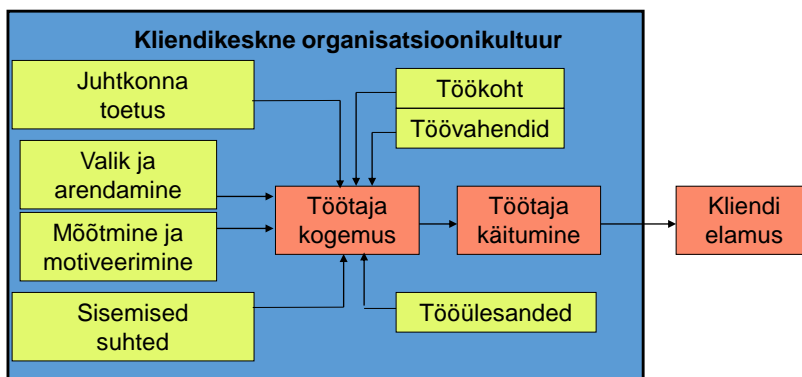 Kliendikeskne organisatsioonikultuur
Juhtkonna
toetus
Töökoht
Töövahendid
Valik ja
arendamine
Mõõtmine ja
motiveerimine
Töötaja
kogemus
Töötaja
käitumine
Kliendi
elamus
Sisemised
suhted
Tööülesanded